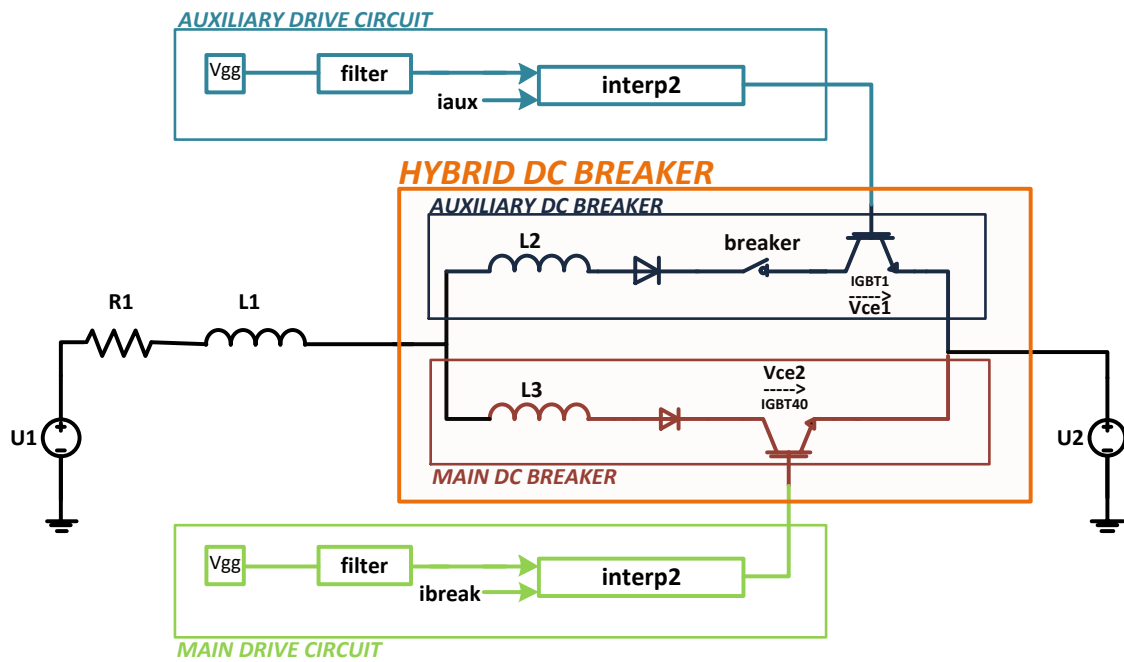 AUXILIARY DRIVE CIRCUIT
Vgg
filter
interp2
iaux
HYBRID DC BREAKER
AUXILIARY DC BREAKER
L2
breaker
IGBT1
----->
Vce1
R1
L1
U1
L3
Vce2
----->
IGBT40
U2
MAIN DC BREAKER
Vgg
filter
interp2
ibreak
MAIN DRIVE CIRCUIT